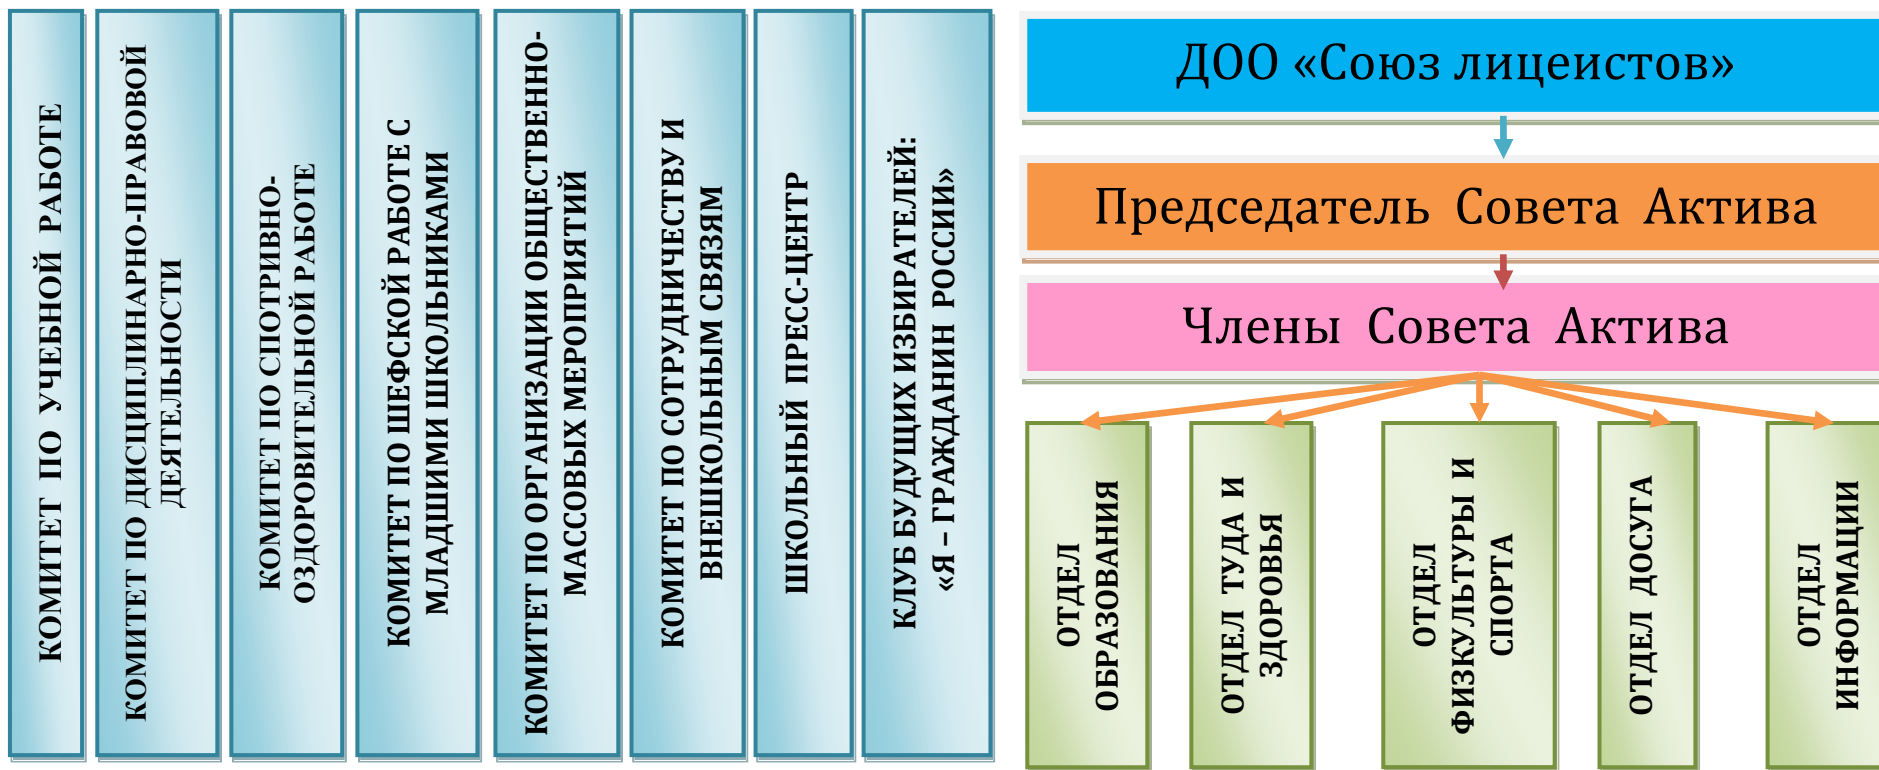 КОМИТЕТ ПО УЧЕБНОЙ РАБОТЕ
КОМИТЕТ ПО ДИСЦИПЛИНАРНО-ПРАВОВОЙ
ДЕЯТЕЛЬНОСТИ
КОМИТЕТ ПО СПОТРИВНО-
ОЗДОРОВИТЕЛЬНОЙ РАБОТЕ
КОМИТЕТ ПО ШЕФСКОЙ РАБОТЕ С
МЛАДШИМИ ШКОЛЬНИКАМИ
КОМИТЕТ ПО ОРГАНИЗАЦИИ ОБЩЕСТВЕННО-
МАССОВЫХ МЕРОПРИЯТИЙ
КОМИТЕТ ПО СОТРУДНИЧЕСТВУ И
ВНЕШКОЛЬНЫМ СВЯЗЯМ
ШКОЛЬНЫЙ ПРЕСС-ЦЕНТР
КЛУБ БУДУЩИХ ИЗБИРАТЕЛЕЙ:
«Я – ГРАЖДАНИН РОССИИ»
ДОО «Союз лицеистов»
Председатель Совета Актива
Члены Совета Актива
ОТДЕЛ
ОБРАЗОВАНИЯ
ОТДЕЛ ТУДА И
ЗДОРОВЬЯ
ОТДЕЛ
ФИЗКУЛЬТУРЫ И
СПОРТА
ОТДЕЛ ДОСУГА
ОТДЕЛ
ИНФОРМАЦИИ